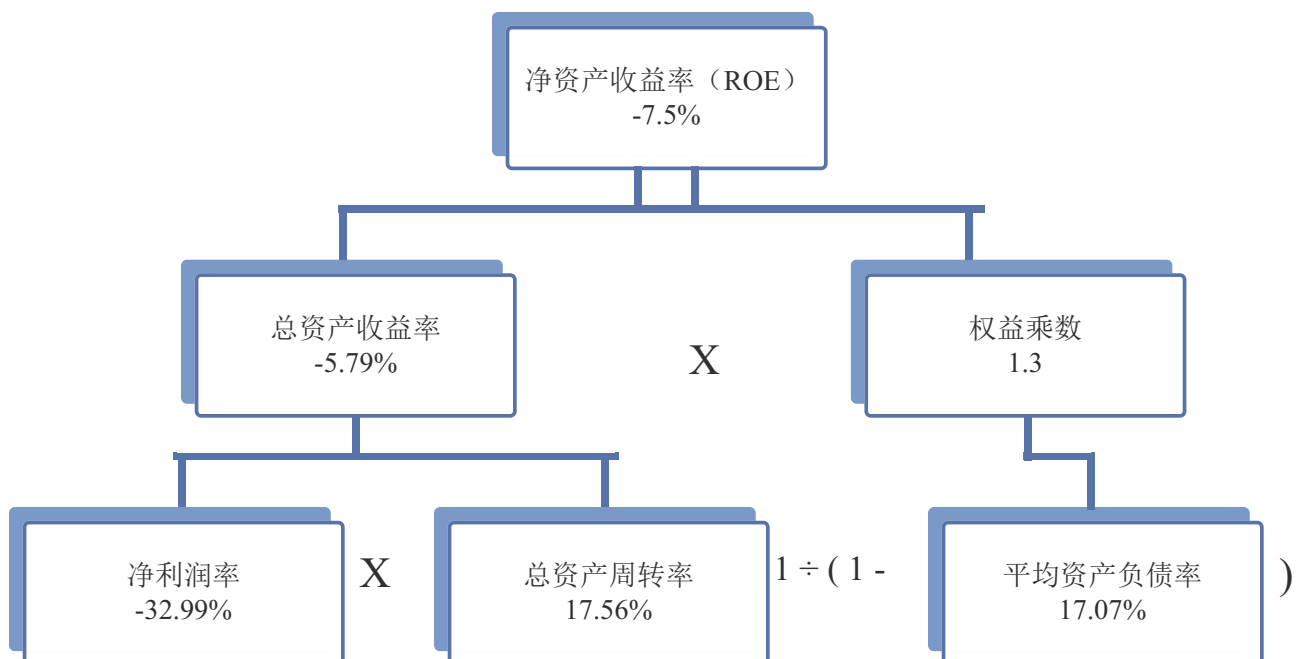 净资产收益率（ROE）
-7.5%
总资产收益率
-5.79%
X
权益乘数
1.3
净利润率
-32.99%
X
总资产周转率
17.56%
1 ÷ ( 1 -
平均资产负债率
17.07%
)